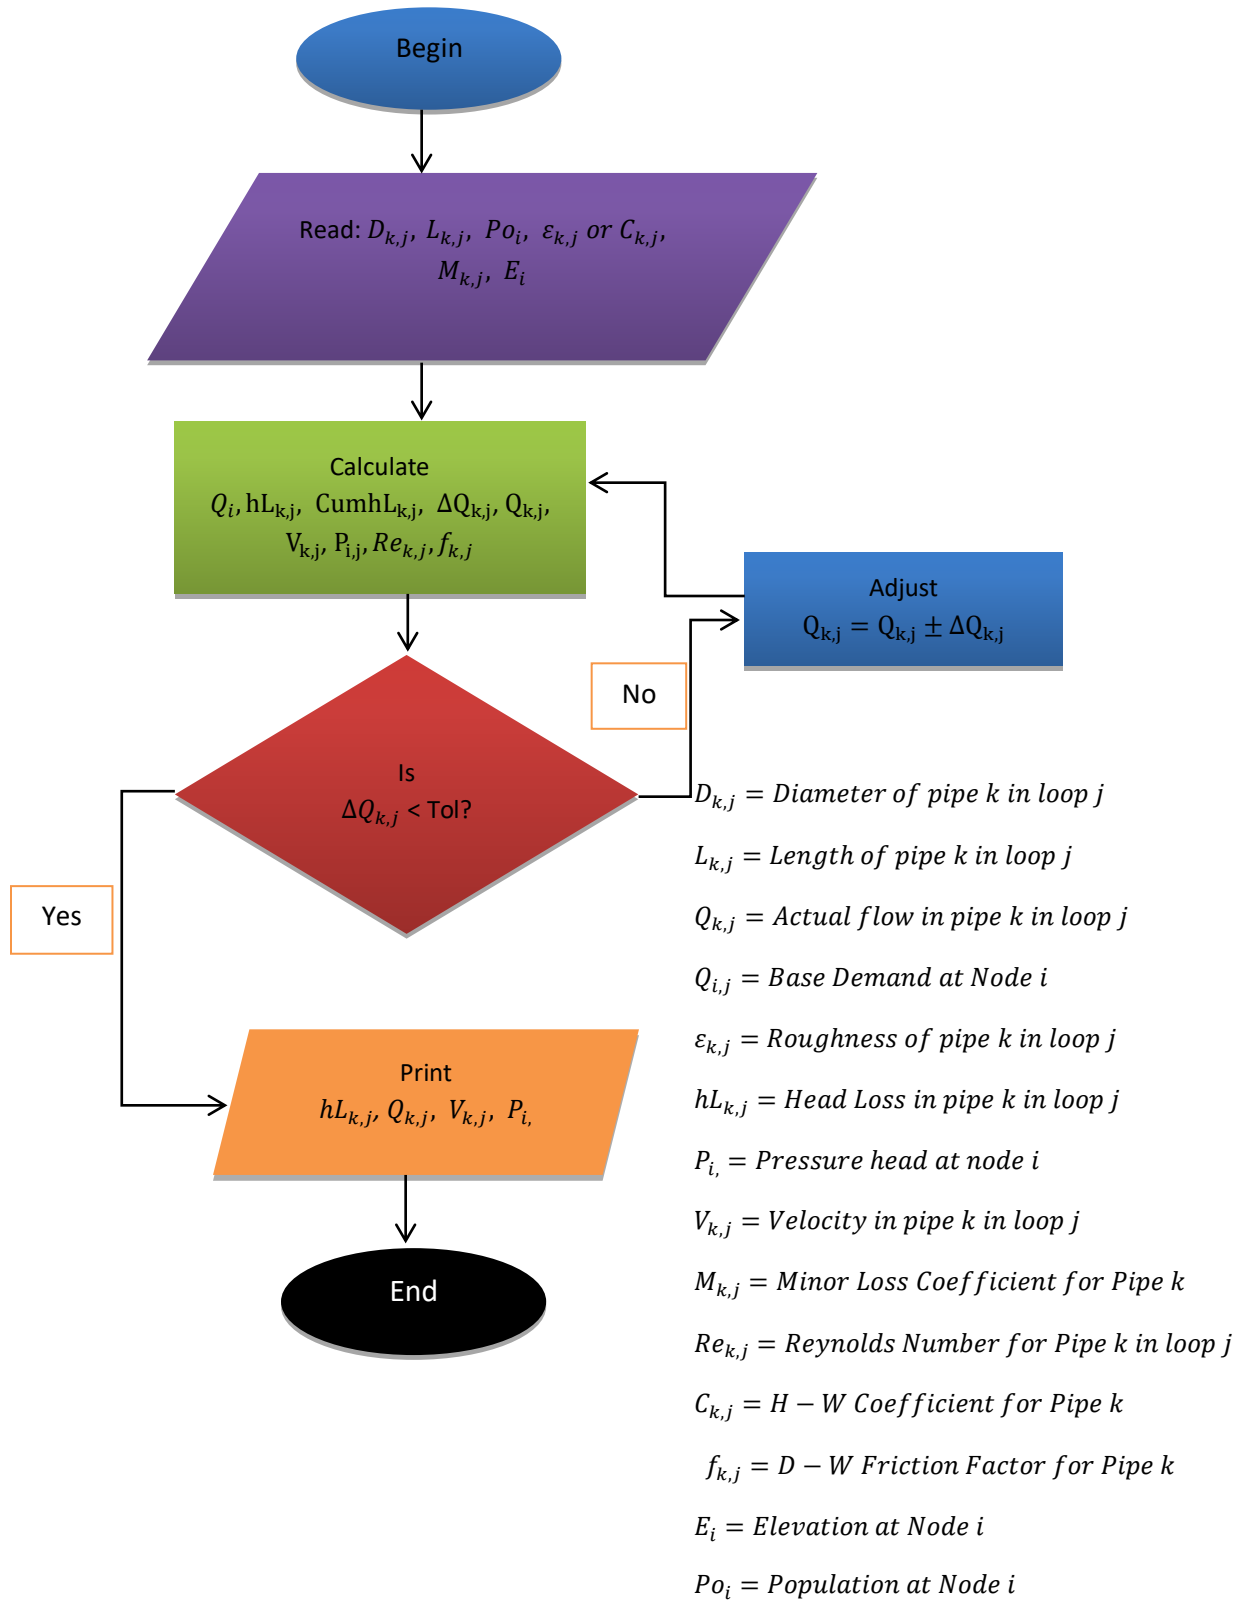 Begin
Read: D_{k,j}, L_{k,j}, Po_i, ε_{k,j} or C_{k,j},
M_{k,j}, E_i
Calculate
Q_i, hL_{k,j}, CumhL_{k,j}, ΔQ_{k,j}, Q_{k,j},
V_{k,j}, P_{i,j}, Re_{k,j}, f_{k,j}
Adjust
Q_{k,j} = Q_{k,j} ± ΔQ_{k,j}
No
Is
ΔQ_{k,j} < Tol?
Yes
Print
hL_{k,j}, Q_{k,j}, V_{k,j}, P_{i,}
End
D_{k,j} = Diameter of pipe k in loop j
L_{k,j} = Length of pipe k in loop j
Q_{k,j} = Actual flow in pipe k in loop j
Q_{i,j} = Base Demand at Node i
ε_{k,j} = Roughness of pipe k in loop j
hL_{k,j} = Head Loss in pipe k in loop j
P_{i,} = Pressure head at node i
V_{k,j} = Velocity in pipe k in loop j
M_{k,j} = Minor Loss Coefficient for Pipe k
Re_{k,j} = Reynolds Number for Pipe k in loop j
C_{k,j} = H − W Coefficient for Pipe k
f_{k,j} = D − W Friction Factor for Pipe k
E_i = Elevation at Node i
Po_i = Population at Node i